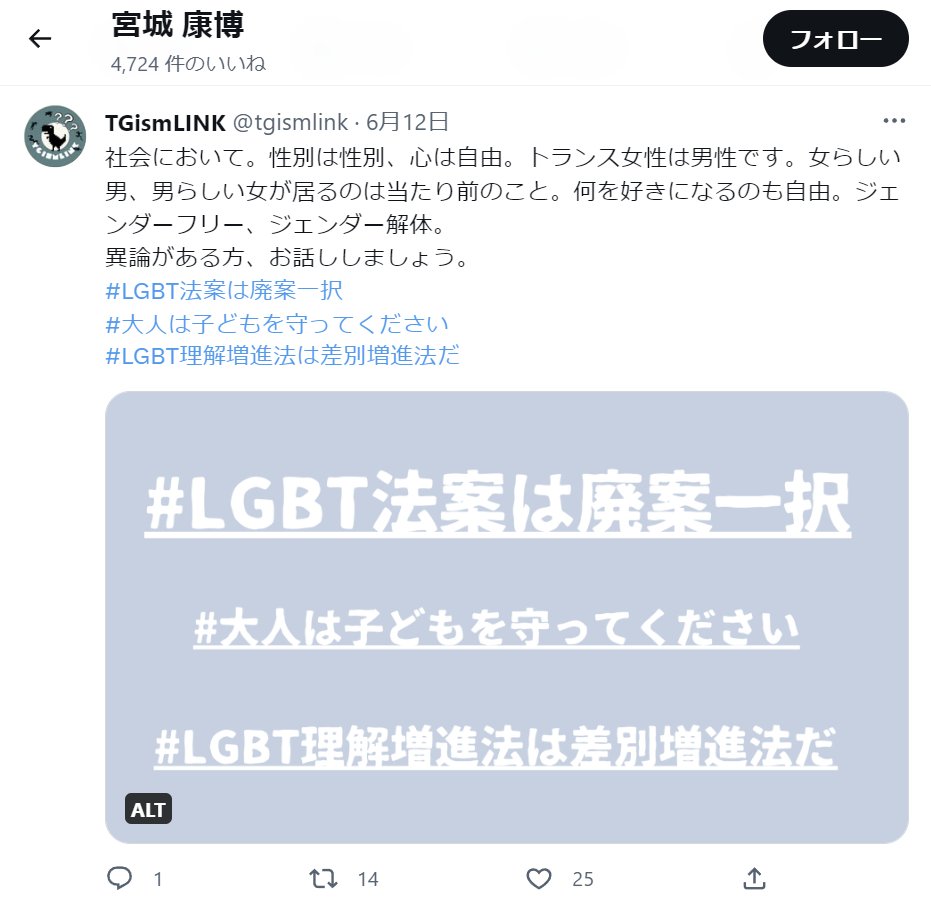 宮城 康博
4,724 件のいいね
フォロー
TGismLINK @tgismlink · 6月12日
社会において。性別は性別、心は自由。トランス女性は男性です。女らしい
男、男らしい女が居るのは当たり前のこと。何を好きになるのも自由。ジェ
ンダーフリー、ジェンダー解体。
異論がある方、お話ししましょう。
#LGBT法案は廃案一択
#大人は子どもを守ってください
#LGBT理解増進法は差別増進法だ
#LGBT法案は廃案一択
#大人は子どもを守ってください
#LGBT理解増進法は差別増進法だ
ALT
1 14 25